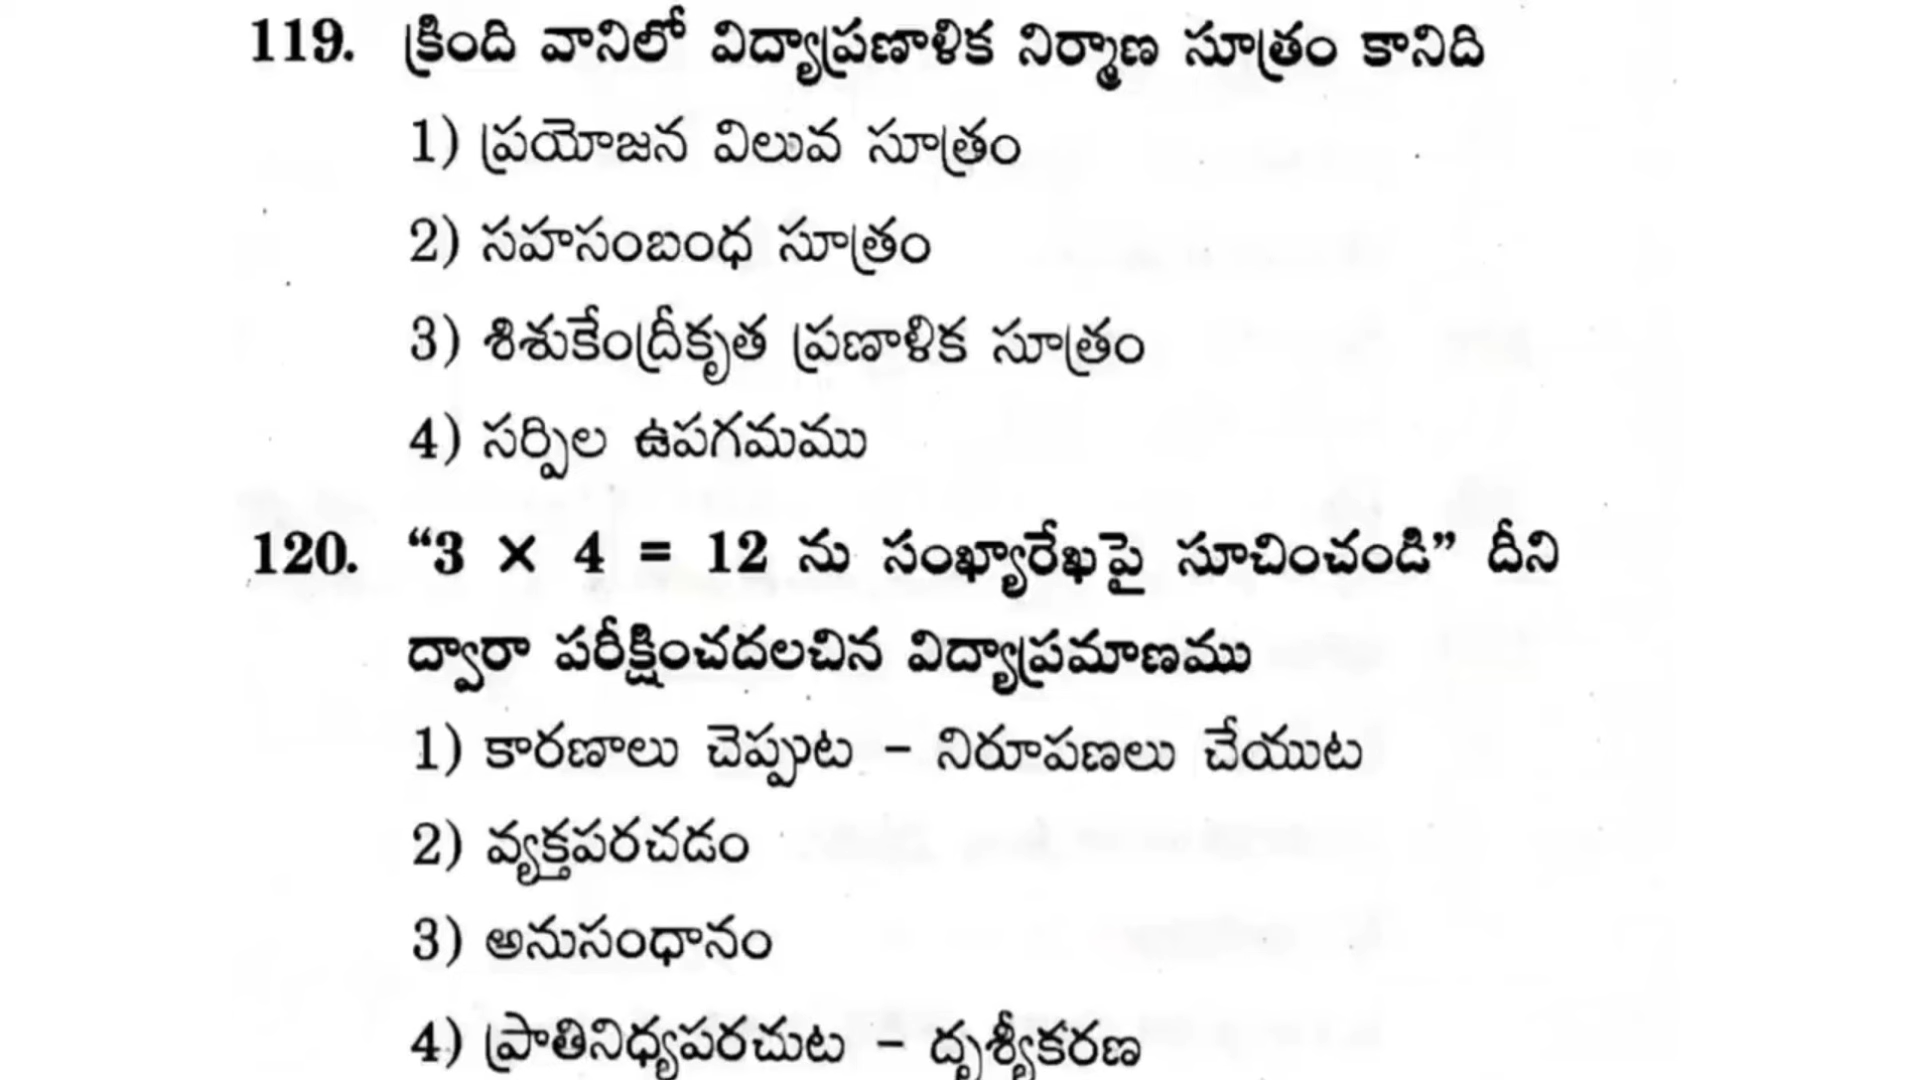 119. క్రింది వానిలో విద్యాప్రణాళిక నిర్మాణ సూత్రం కానిది
1) ప్రయోజన విలువ సూత్రం
2) సహసంబంధ సూత్రం
3) శిశుకేంద్రీకృత ప్రణాళిక సూత్రం
4) సర్పిల ఉపగమము
120. “3 × 4 = 12 ను సంఖ్యారేఖపై సూచించండి” దీని
ద్వారా పరీక్షించదలచిన విద్యాప్రమాణము
1) కారణాలు చెప్పుట – నిరూపణలు చేయుట
2) వ్యక్తపరచడం
3) అనుసంధానం
4) ప్రాతినిధ్యపరచుట – దృశ్యీకరణ